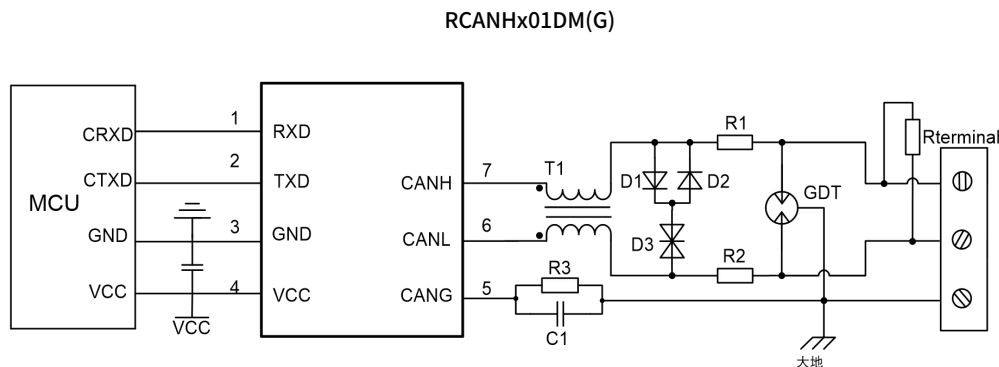 RCANHx01DM(G)
MCU
CRXD
CTXD
GND
VCC
VCC
1
2
3
4
RXD
TXD
GND
VCC
CANH
CANL
CANG
7
6
5
T1
D1
D2
D3
R1
R2
R3
C1
GDT
Rterminal
大地